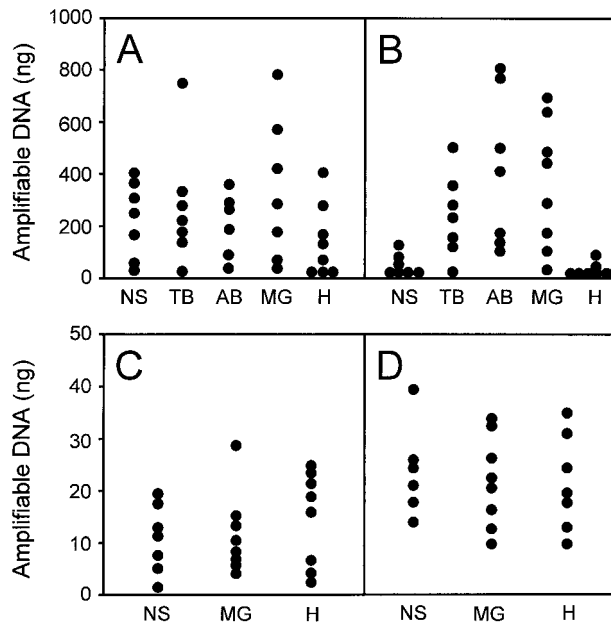 A
B
Amplifiable DNA (ng)
1000
800
600
400
200
0
NS TB AB MG H
NS TB AB MG H
C
D
Amplifiable DNA (ng)
50
40
30
20
10
0
NS MG H
NS MG H